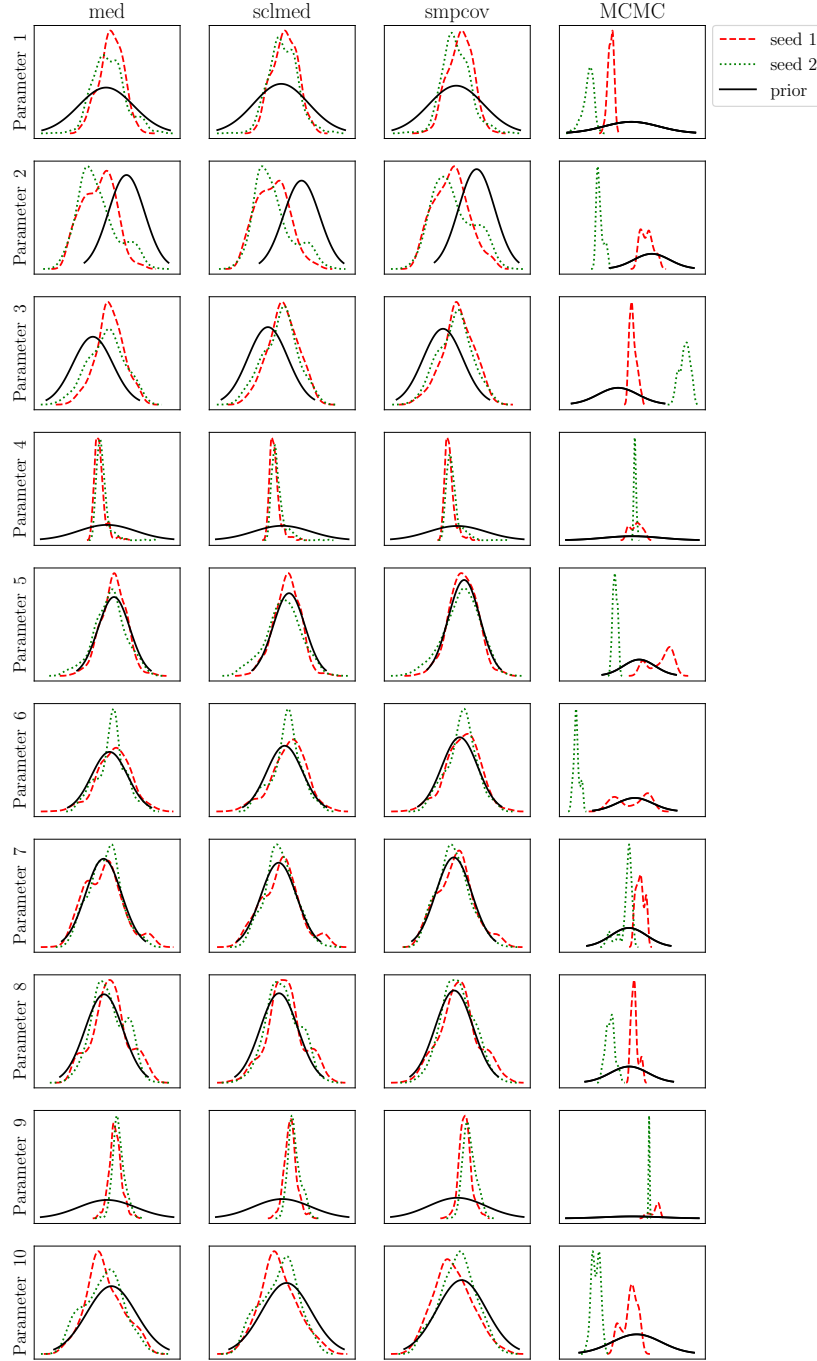 med sclmed smpcov MCMC
seed 1
seed 2
prior
Parameter 1
Parameter 2
Parameter 3
Parameter 4
Parameter 5
Parameter 6
Parameter 7
Parameter 8
Parameter 9
Parameter 10